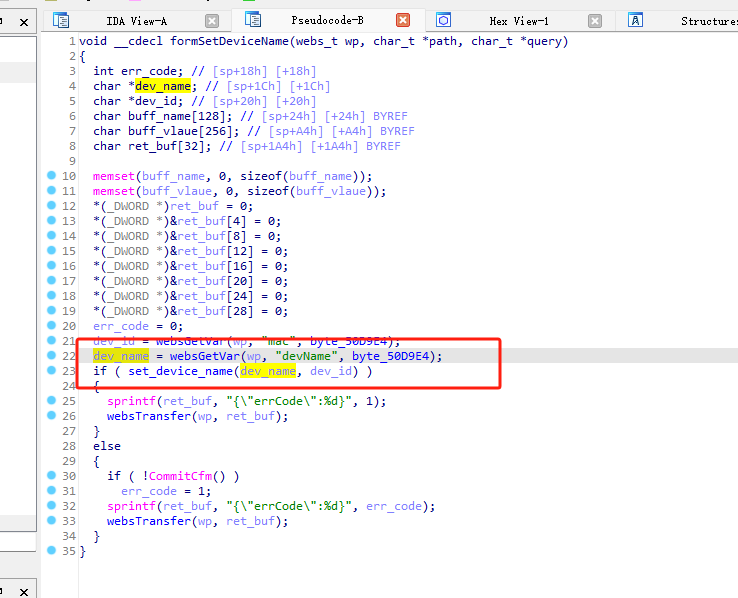 IDA View-A Pseudocode-B Hex View-1 Structures
1 void __cdecl formSetDeviceName(webs_t wp, char_t *path, char_t *query)
2 {
3 int err_code; // [sp+18h] [+18h]
4 char *dev_name; // [sp+1Ch] [+1Ch]
5 char *dev_id; // [sp+20h] [+20h]
6 char buff_name[128]; // [sp+24h] [+24h] BYREF
7 char buff_vlaue[256]; // [sp+A4h] [+A4h] BYREF
8 char ret_buf[32]; // [sp+1A4h] [+1A4h] BYREF
9
10 memset(buff_name, 0, sizeof(buff_name));
11 memset(buff_vlaue, 0, sizeof(buff_vlaue));
12 *(_DWORD *)ret_buf = 0;
13 *(_DWORD *)&ret_buf[4] = 0;
14 *(_DWORD *)&ret_buf[8] = 0;
15 *(_DWORD *)&ret_buf[12] = 0;
16 *(_DWORD *)&ret_buf[16] = 0;
17 *(_DWORD *)&ret_buf[20] = 0;
18 *(_DWORD *)&ret_buf[24] = 0;
19 *(_DWORD *)&ret_buf[28] = 0;
20 err_code = 0;
21 dev_id = websGetVar(wp, "mac", byte_50D9E4);
22 dev_name = websGetVar(wp, "devName", byte_50D9E4);
23 if ( set_device_name(dev_name, dev_id) )
24 {
25 sprintf(ret_buf, "{\"errCode\":%d}", 1);
26 websTransfer(wp, ret_buf);
27 }
28 else
29 {
30 if ( !CommitCfm() )
31 err_code = 1;
32 sprintf(ret_buf, "{\"errCode\":%d}", err_code);
33 websTransfer(wp, ret_buf);
34 }
35 }